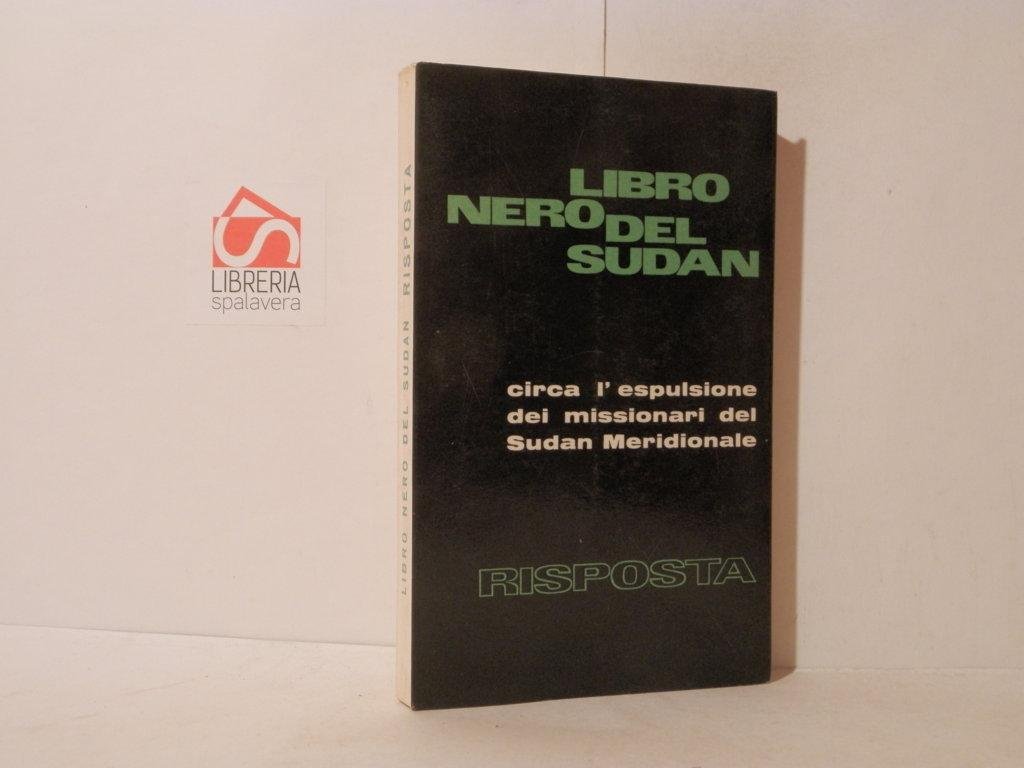 LIBRERIA
spalavera
LIBRO NERO DEL SUDAN RISPOSTA
LIBRO
NERO DEL
SUDAN
circa l' espulsione
dei missionari del
Sudan Meridionale
RISPOSTA